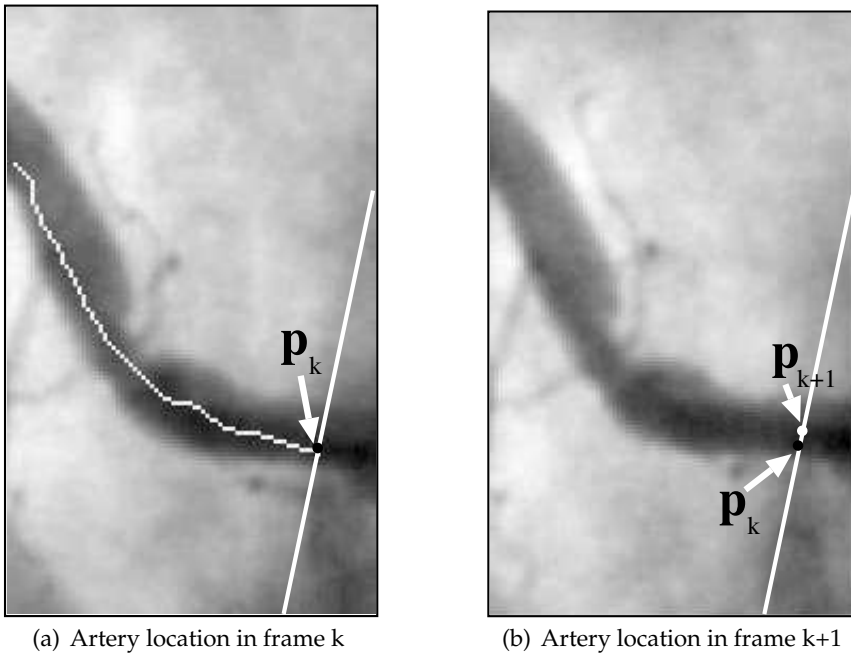 p_k
p_k+1
p_k
(a) Artery location in frame k
(b) Artery location in frame k+1